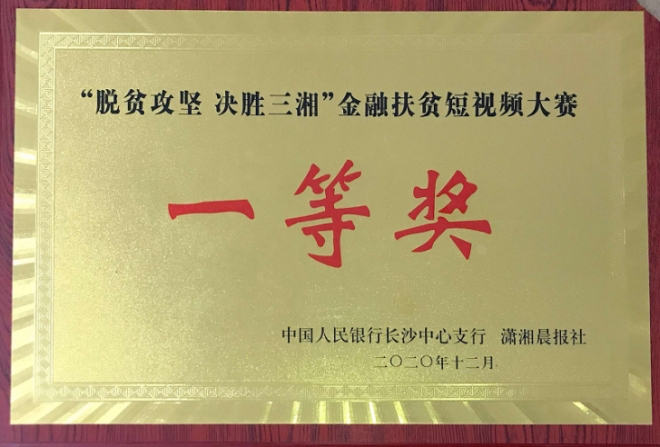 “脱贫攻坚 决胜三湘”金融扶贫短视频大赛
一等奖
中国人民银行长沙中心支行 潇湘晨报社
二〇二〇年十二月